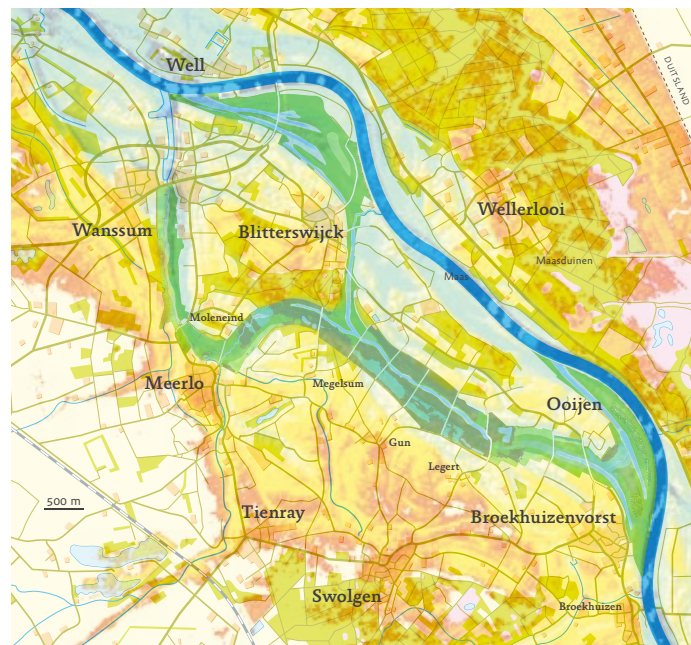 Well
DUITSLAND
Wellerlooi
Wanssum
Blitterswijck
Maasduinen
Maas
Moleneind
Meerlo
Megelsum
Ooijen
Gun
Legert
500 m
Tienray
Broekhuizenvorst
Swolgen
Broekhuizen